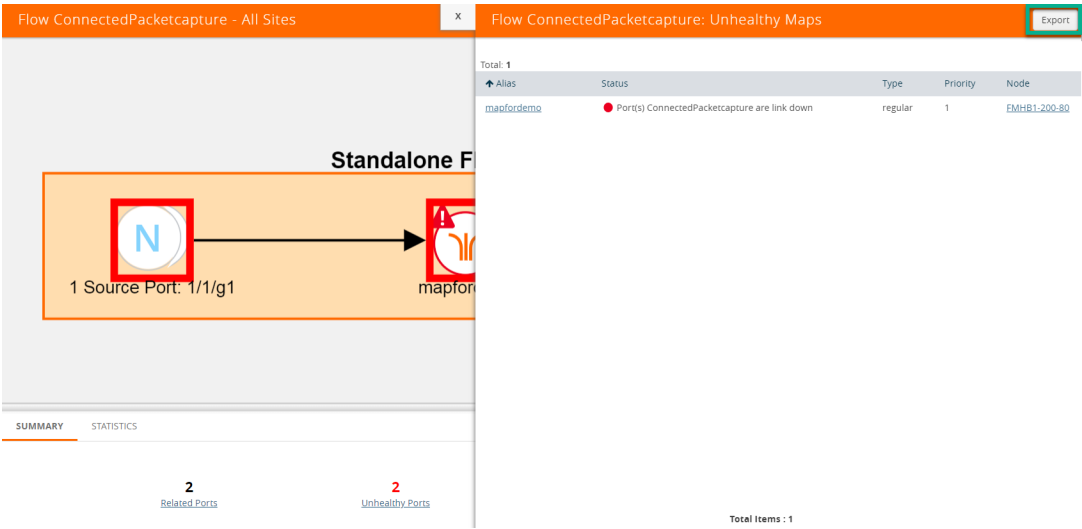 Flow ConnectedPacketcapture - All Sites
X
Flow ConnectedPacketcapture: Unhealthy Maps
Export
Total: 1
Alias Status Type Priority Node
mapfordemo Port(s) ConnectedPacketcapture are link down regular 1 FMHB1-200-80
Standalone F
N
1 Source Port: 1/1/g1
mapfor
SUMMARY STATISTICS
2 2
Related Ports Unhealthy Ports
Total Items : 1